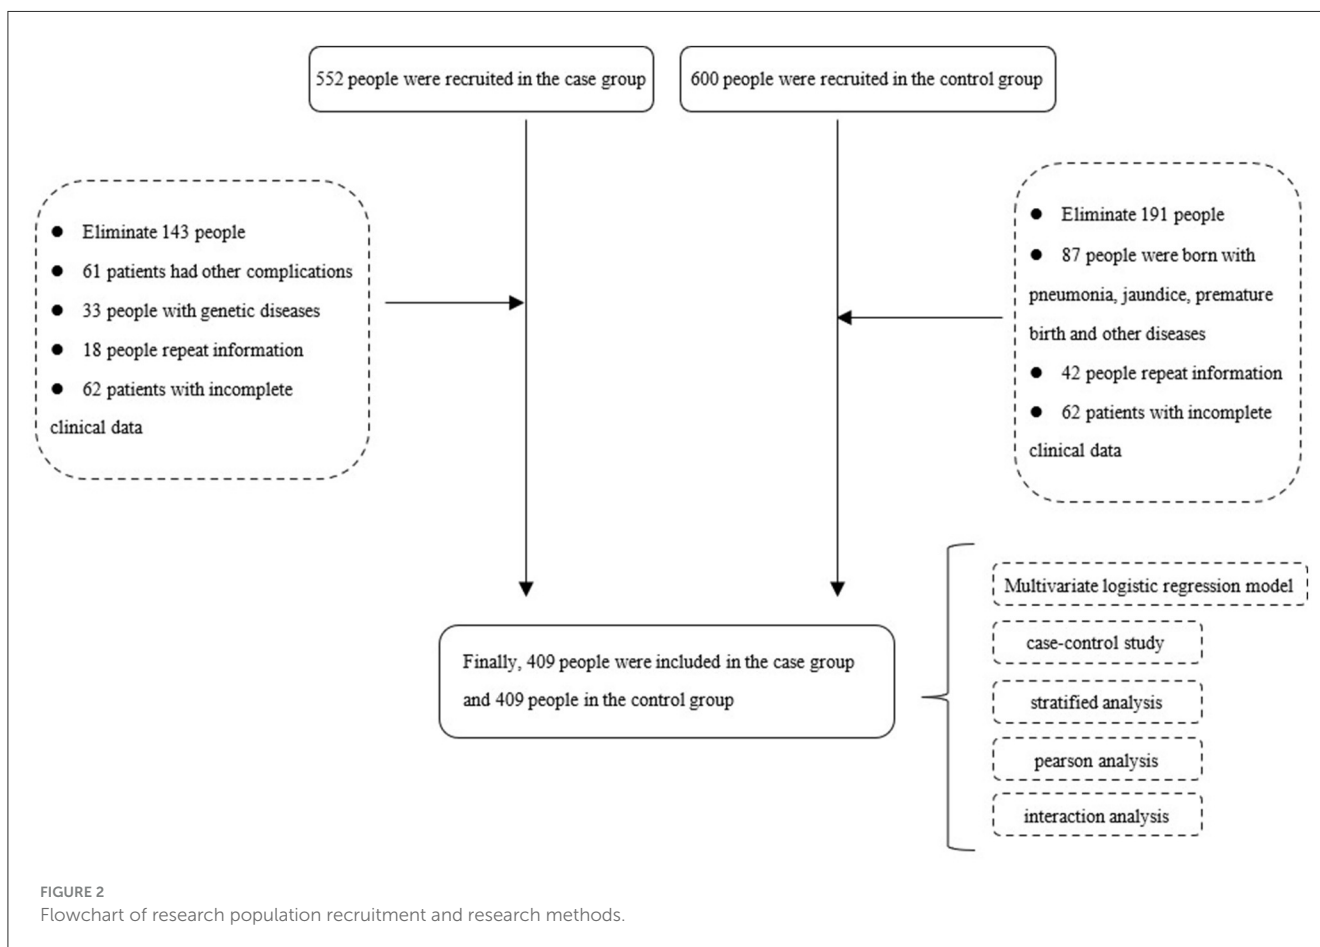 552 people were recruited in the case group
600 people were recruited in the control group
● Eliminate 143 people
● 61 patients had other complications
● 33 people with genetic diseases
● 18 people repeat information
● 62 patients with incomplete
clinical data
● Eliminate 191 people
● 87 people were born with
pneumonia, jaundice, premature
birth and other diseases
● 42 people repeat information
● 62 patients with incomplete
clinical data
Finally, 409 people were included in the case group
and 409 people in the control group
Multivariate logistic regression model
case-control study
stratified analysis
pearson analysis
interaction analysis
FIGURE 2
Flowchart of research population recruitment and research methods.